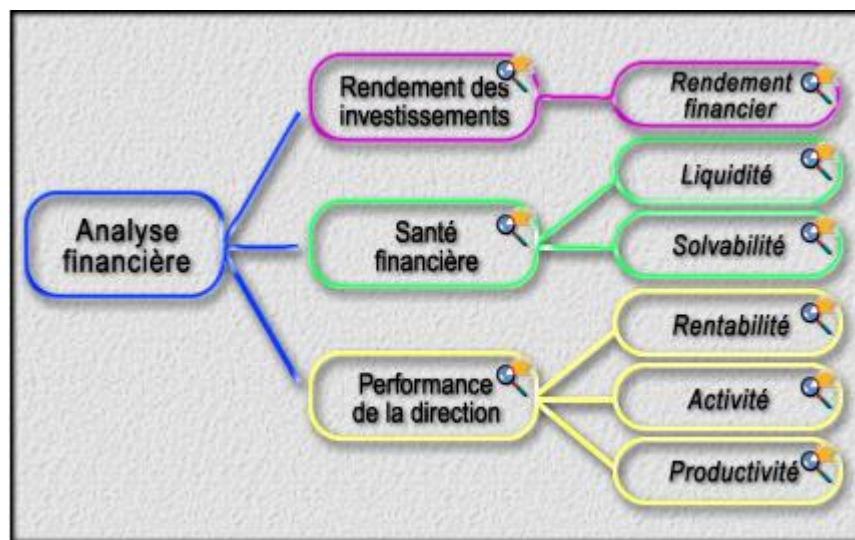 Analyse
financière
Rendement des
investissements
Rendement
financier
Santé
financière
Liquidité
Solvabilité
Performance
de la direction
Rentabilité
Activité
Productivité